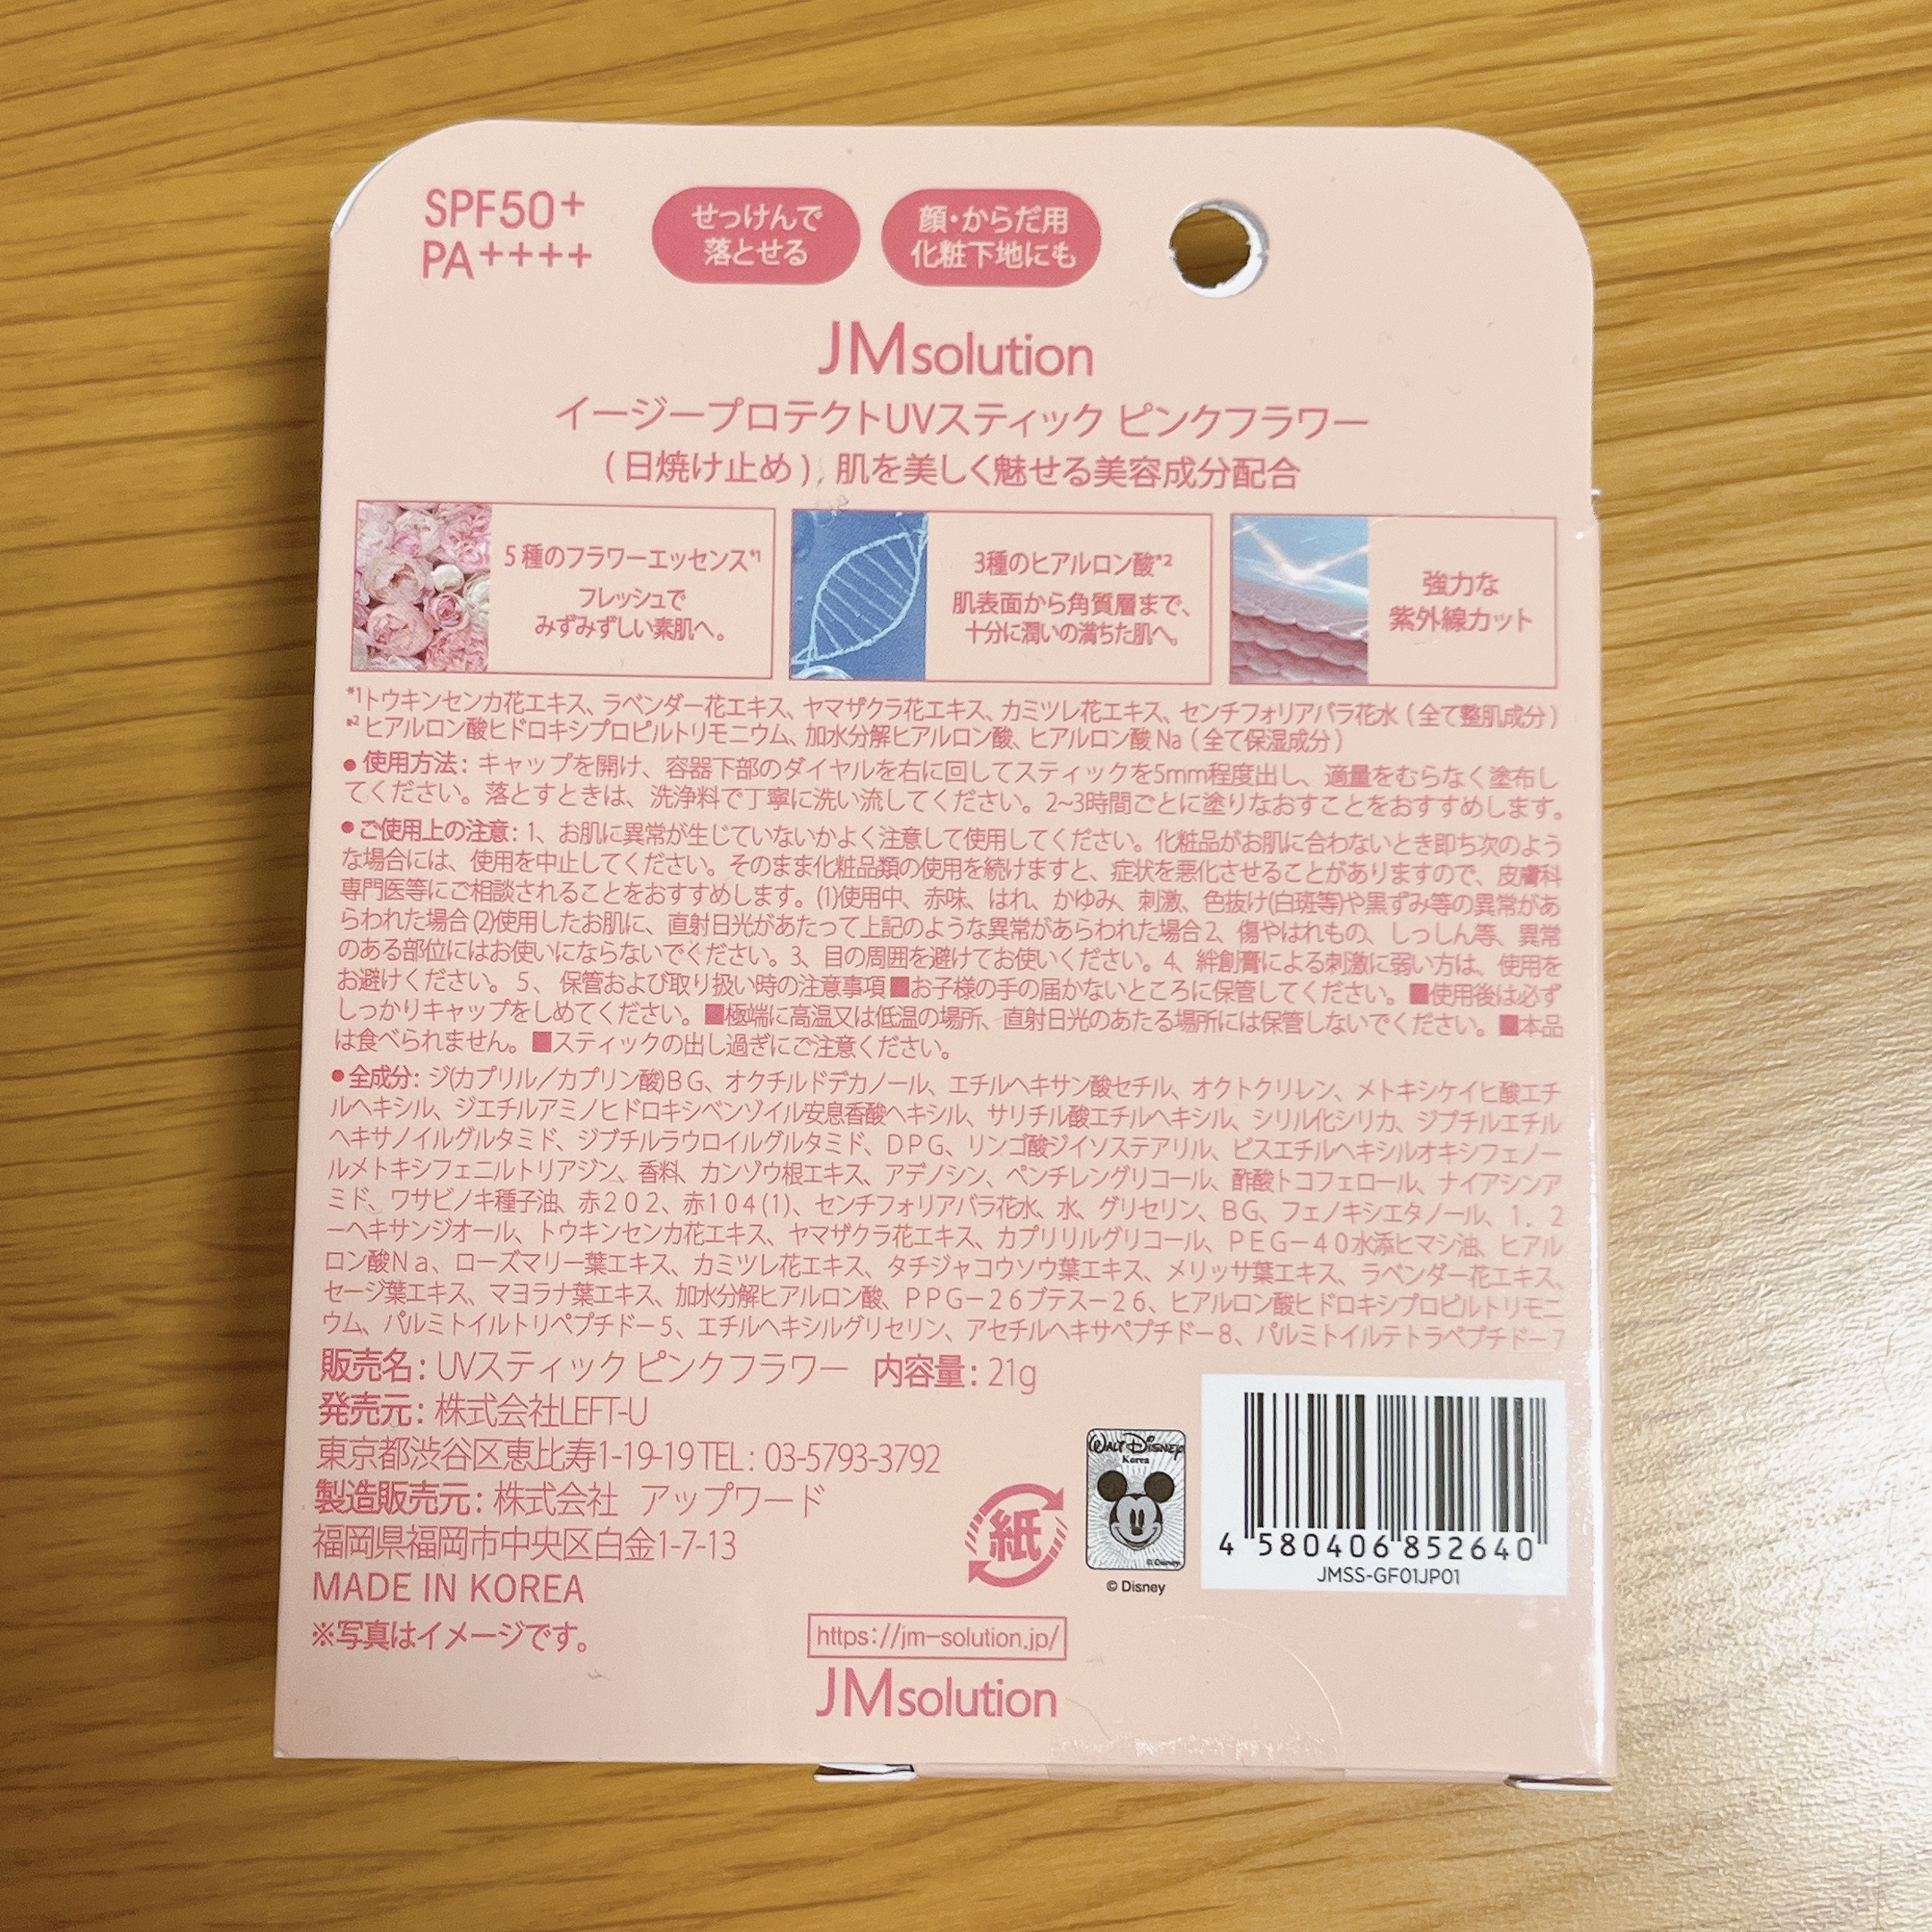 SPF50+
PA++++
せっけんで
落とせる
顔・からだ用
化粧下地にも
JMsolution
イージープロテクトUVスティック ピンクフラワー
(日焼け止め), 肌を美しく魅せる美容成分配合
5種のフラワーエッセンス*1
フレッシュで
みずみずしい素肌へ。
3種のヒアルロン酸*2
肌表面から角質層まで、
十分に潤いの満ちた肌へ。
強力な
紫外線カット
*1トウキンセンカ花エキス、ラベンダー花エキス、ヤマザクラ花エキス、カミツレ花エキス、センチフォリアバラ花水(全て整肌成分)
*2 ヒアルロン酸ヒドロキシプロピルトリモニウム、加水分解ヒアルロン酸、ヒアルロン酸Na(全て保湿成分)
●使用方法: キャップを開け、容器下部のダイヤルを右に回してスティックを5mm程度出し、適量をむらなく塗布し
てください。落とすときは、洗浄料で丁寧に洗い流してください。2~3時間ごとに塗りなおすことをおすすめします。
●ご使用上の注意: 1、お肌に異常が生じていないかよく注意して使用してください。化粧品がお肌に合わないとき即ち次のよう
な場合には、使用を中止してください。そのまま化粧品類の使用を続けますと、症状を悪化させることがありますので、皮膚科
専門医等にご相談されることをおすすめします。(1)使用中、赤味、はれ、かゆみ、刺激、色抜け(白斑等)や黒ずみ等の異常があ
らわれた場合(2)使用したお肌に、直射日光があたって上記のような異常があらわれた場合2、傷やはれもの、しっしん等、異常
のある部位にはお使いにならないでください。3、目の周囲を避けてお使いください。4、絆創膏による刺激に弱い方は、使用を
お避けください。5、保管および取り扱い時の注意事項■お子様の手の届かないところに保管してください。■使用後は必ず
しっかりキャップをしめてください。■極端に高温又は低温の場所、直射日光のあたる場所には保管しないでください。■本品
は食べられません。■スティックの出し過ぎにご注意ください。
●全成分: ジ(カプリル/カプリン酸)BG、オクチルドデカノール、エチルヘキサン酸セチル、オクトクリレン、メトキシケイヒ酸エチ
ルヘキシル、ジエチルアミノヒドロキシベンゾイル安息香酸ヘキシル、サリチル酸エチルヘキシル、シリル化シリカ、ジブチルエチル
ヘキサノイルグルタミド、ジブチルラウロイルグルタミド、DPG、リンゴ酸ジイソステアリル、ビスエチルヘキシルオキシフェノー
ルメトキシフェニルトリアジン、香料、カンゾウ根エキス、アデノシン、ペンチレングリコール、酢酸トコフェロール、ナイアシンア
ミド、ワサビノキ種子油、赤202、赤104(1)、センチフォリアバラ花水、水、グリセリン、BG、フェノキシエタノール、1.2
ーヘキサンジオール、トウキンセンカ花エキス、ヤマザクラ花エキス、カプリリルグリコール、PEG−40水添ヒマシ油、ヒアル
ロン酸Na、ローズマリー葉エキス、カミツレ花エキス、タチジャコウソウ葉エキス、メリッサ葉エキス、ラベンダー花エキス、
セージ葉エキス、マヨラナ葉エキス、加水分解ヒアルロン酸、PPG−26ブテスー26、ヒアルロン酸ヒドロキシプロピルトリモニ
ウム、パルミトイルトリペプチドー5、エチルヘキシルグリセリン、アセチルヘキサペプチドー8、パルミトイルテトラペプチドー7
販売名: UVスティック ピンクフラワー 内容量: 21g
発売元: 株式会社LEFT-U
東京都渋谷区恵比寿1-19-19 TEL: 03-5793-3792
製造販売元: 株式会社 アップワード
福岡県福岡市中央区白金1-7-13
MADE IN KOREA
※写真はイメージです。
紙
WALT DISNEY
Korea
© Disney
© Disney
4 580406 852640
JMSS-GF01JP01
https://jm-solution.jp/
JMsolution